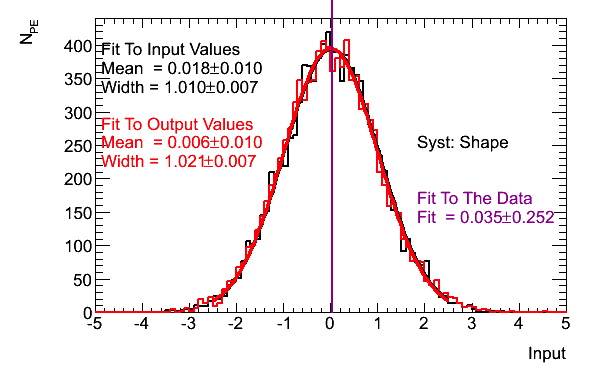 N_PE
Fit To Input Values
Mean = 0.018±0.010
Width = 1.010±0.007
Fit To Output Values
Mean = 0.006±0.010
Width = 1.021±0.007
Syst: Shape
Fit To The Data
Fit = 0.035±0.252
400
350
300
250
200
150
100
50
0
-5 -4 -3 -2 -1 0 1 2 3 4 5
Input